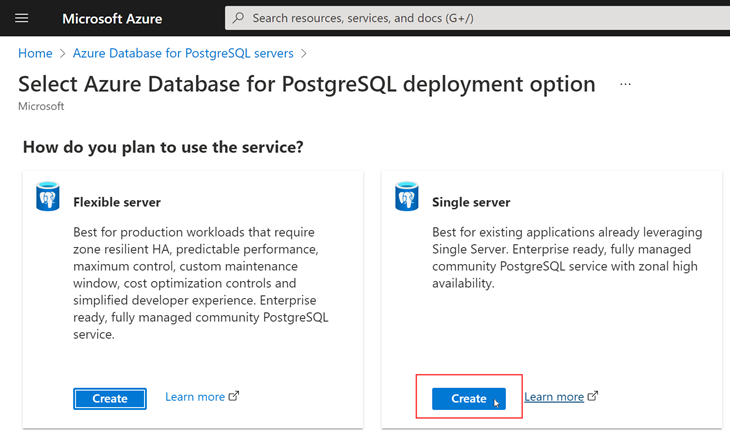 Microsoft Azure
Search resources, services, and docs (G+/)
Home > Azure Database for PostgreSQL servers >
Select Azure Database for PostgreSQL deployment option ...
Microsoft
How do you plan to use the service?
Flexible server
Best for production workloads that require
zone resilient HA, predictable performance,
maximum control, custom maintenance
window, cost optimization controls and
simplified developer experience. Enterprise
ready, fully managed community PostgreSQL
service.
Create
Learn more
Single server
Best for existing applications already leveraging
Single Server. Enterprise ready, fully managed
community PostgreSQL service with zonal high
availability.
Create
Learn more